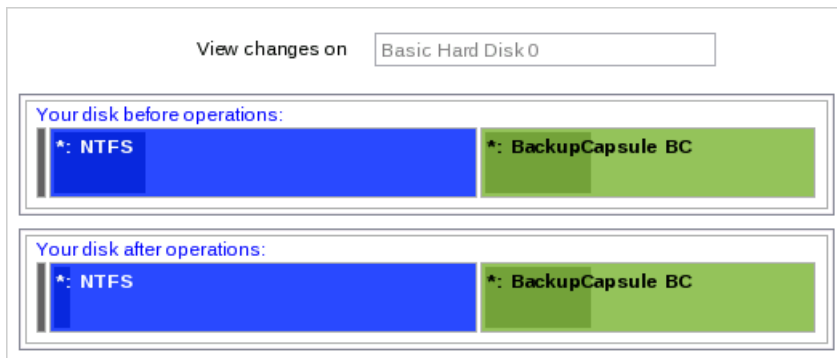 View changes on Basic Hard Disk 0
Your disk before operations:
*: NTFS *: BackupCapsule BC
Your disk after operations:
*: NTFS *: BackupCapsule BC